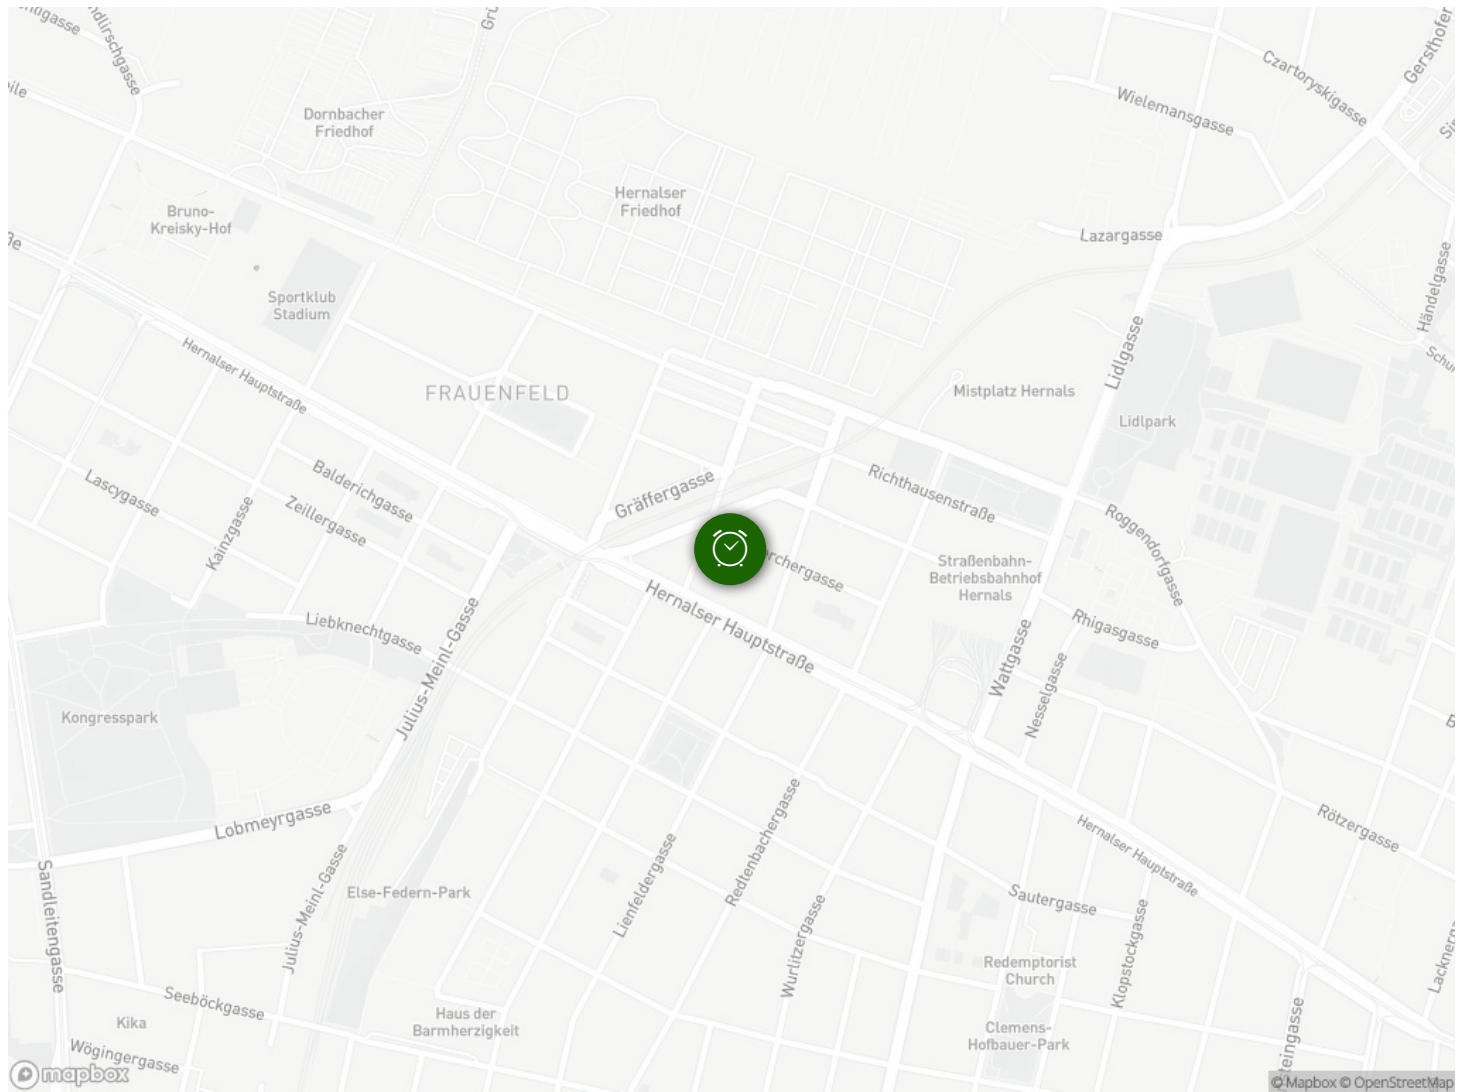 Czartoryskigasse
Gersthofer
Wielemansgasse
Dornbacher
Friedhof
Hernalser
Friedhof
Bruno-
Kreisky-Hof
Lazargasse
Händelgasse
Sportklub
Stadium
Lidlgasse
Hernalser Hauptstraße
FRAUENFELD
Mistplatz Hernals
Lidlpark
Balderichgasse
Lascygasse
Zeillergasse
Kainzgasse
Gräffergasse
Richthausenstraße
Roggendorfgasse
Straßenbahn-
Betriebsbahnhof
Hernals
Hernalser Hauptstraße
Liebknechtgasse
Rhigasgasse
Wattgasse
Nesselgasse
Julius-Meinl-Gasse
Kongresspark
Lobmeyrgasse
Redtenbachergasse
Rötzergasse
Hernalser Hauptstraße
Lienfeldergasse
Julius-Meinl-Gasse
Sandleitengasse
Else-Federn-Park
Sautergasse
Wurlitzergasse
Klopstockgasse
Redemptorist
Church
Seeböckgasse
Kika
Haus der
Barmherzigkeit
Clemens-
Hofbauer-Park
Wögingergasse
mapbox
© Mapbox © OpenStreetMap